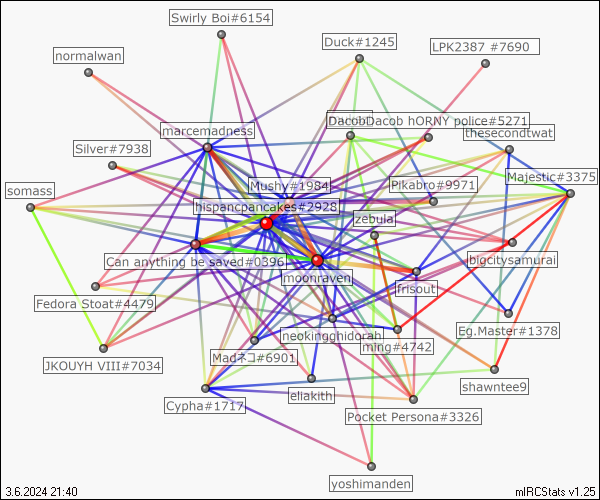 Swirly Boi#6154
Duck#1245
LPK2387 #7690
normalwan
DacobDacob hORNY police#5271
marcemadness
thesecondtwat
Silver#7938
Majestic#3375
Mushy#1984
Pikabro#9971
somass
hispancpancakes#2928
zebula
Can anything be saved#0396
bigcitysamurai
moonraven
frisout
Fedora Stoat#4479
Eg.Master#1378
neokingghidorah
ming#4742
Madネコ#6901
JKOUYH VIII#7034
shawntee9
eliakith
Cypha#1717
Pocket Persona#3326
yoshimanden
3.6.2024 21:40
mIRCStats v1.25